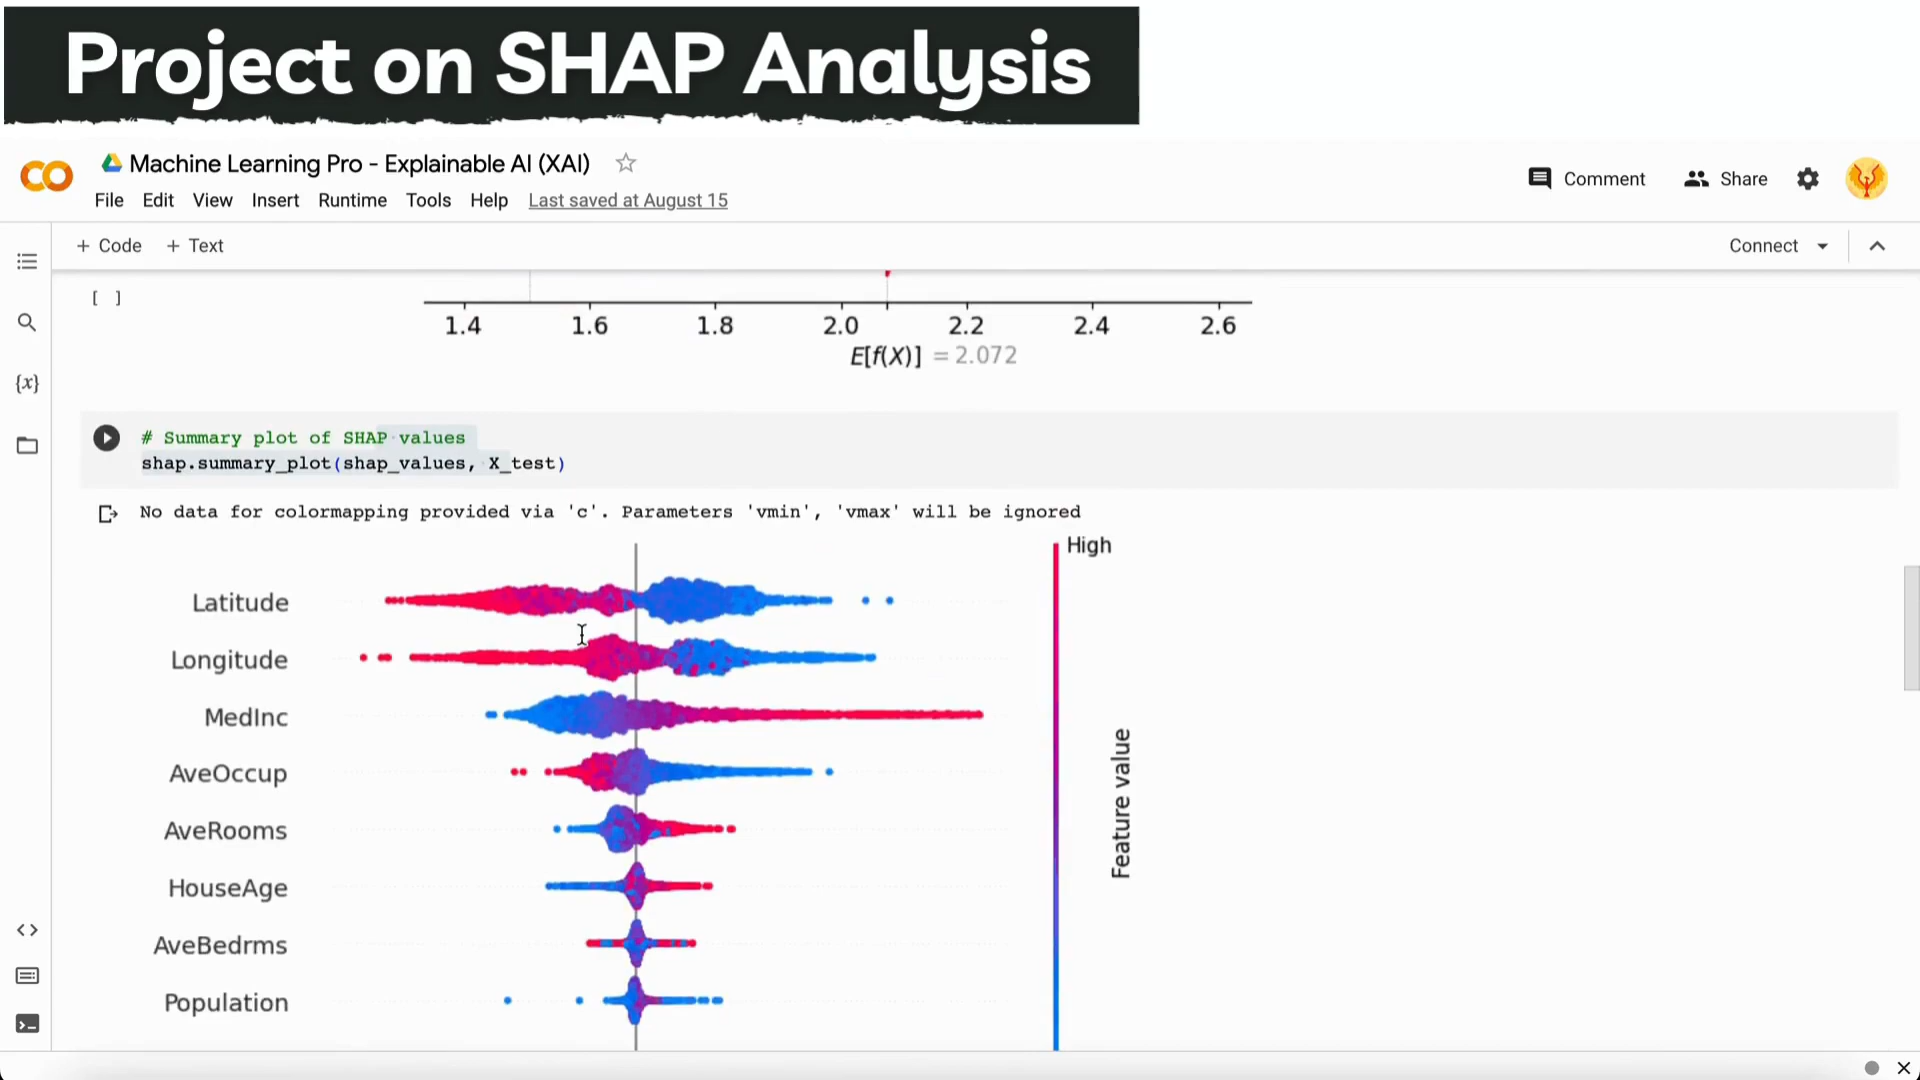 Project on SHAP Analysis
Machine Learning Pro - Explainable AI (XAI)
File Edit View Insert Runtime Tools Help Last saved at August 15
Comment Share
+ Code + Text
Connect
[ ]
1.4 1.6 1.8 2.0 2.2 2.4 2.6
E[f(X)] = 2.072
# Summary plot of SHAP values
shap.summary_plot(shap_values, X_test)
No data for colormapping provided via 'c'. Parameters 'vmin', 'vmax' will be ignored
High
Latitude
Longitude
MedInc
AveOccup
AveRooms
HouseAge
AveBedrms
Population
Feature value